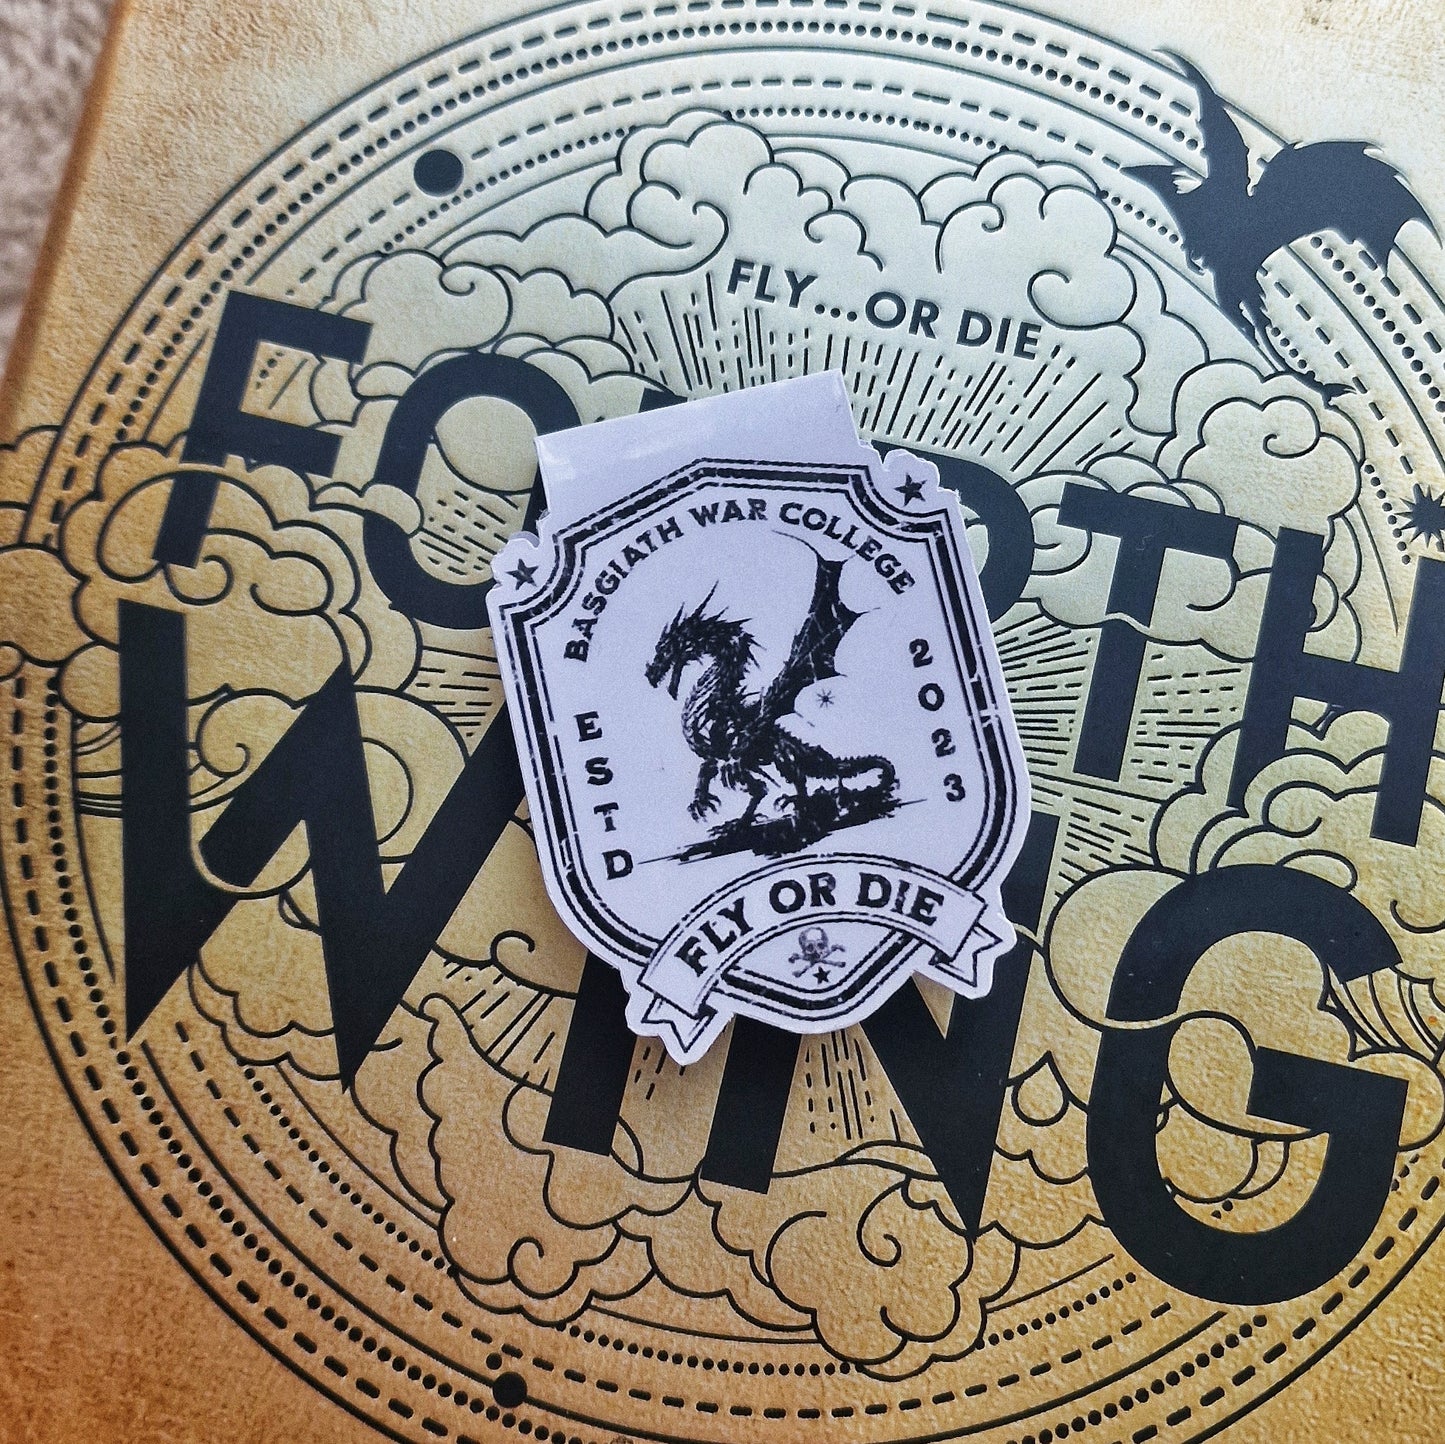 FLY...OR DIE
FOURTH
WING
BASGIATH WAR COLLEGE
ESTD
2023
FLY OR DIE